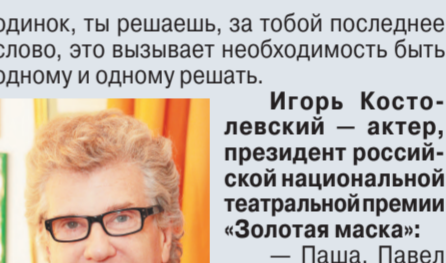 одинок, ты решаешь, за тобой последнее
слово, это вызывает необходимость быть
одному и одному решать.
Игорь Косто-
левский — актер,
президент россий-
ской национальной
театральной премии
«Золотая маска»:
— Паша, Павел